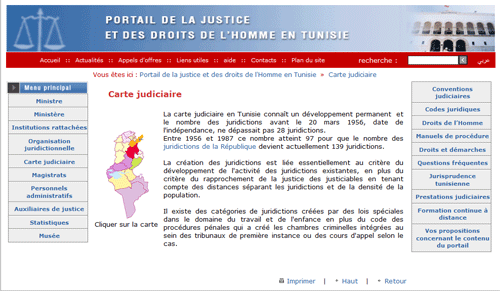 PORTAIL DE LA JUSTICE
ET DES DROITS DE L'HOMME EN TUNISIE
Accueil :: Actualités :: Appels d'offres :: Liens utiles :: aide :: Contacts :: Plan du site
recherche :
عربي
Vous êtes ici : Portail de la justice et des droits de l'Homme en Tunisie » Carte judiciaire
Menu principal
Ministre
Ministère
Institutions rattachées
Organisation
juridictionnelle
Carte judiciaire
Magistrats
Personnels
administratifs
Auxiliaires de justice
Statistiques
Musée
Carte judiciaire
Cliquer sur la carte
La carte judiciaire en Tunisie connaît un développement permanent et
le nombre des juridictions avant le 20 mars 1956, date de
l'indépendance, ne dépassait pas 28 juridictions.
Entre 1956 et 1987 ce nombre atteint 97 pour que le nombre des
juridictions de la République devient actuellement 139 juridictions.
La création des juridictions est liée essentiellement au critère du
développement de l'activité des juridictions existantes, en plus du
critère du rapprochement de la justice des justiciables en tenant
compte des distances séparant les juridictions et de la densité de la
population.
Il existe des catégories de juridictions créées par des lois spéciales
dans le domaine du travail et de l'enfance en plus du code des
procédures pénales qui a créé les chambres criminelles intégrées au
sein des tribunaux de première instance ou des cours d'appel selon le
cas.
Imprimer | Haut | Retour
Conventions
judiciaires
Codes juridiques
Droits de l'Homme
Manuels de procédure
Droits et démarches
Questions fréquentes
Jurisprudence
tunisienne
Prestations judiciaires
Formation continue à
distance
Vos propositions
concernant le contenu
du portail